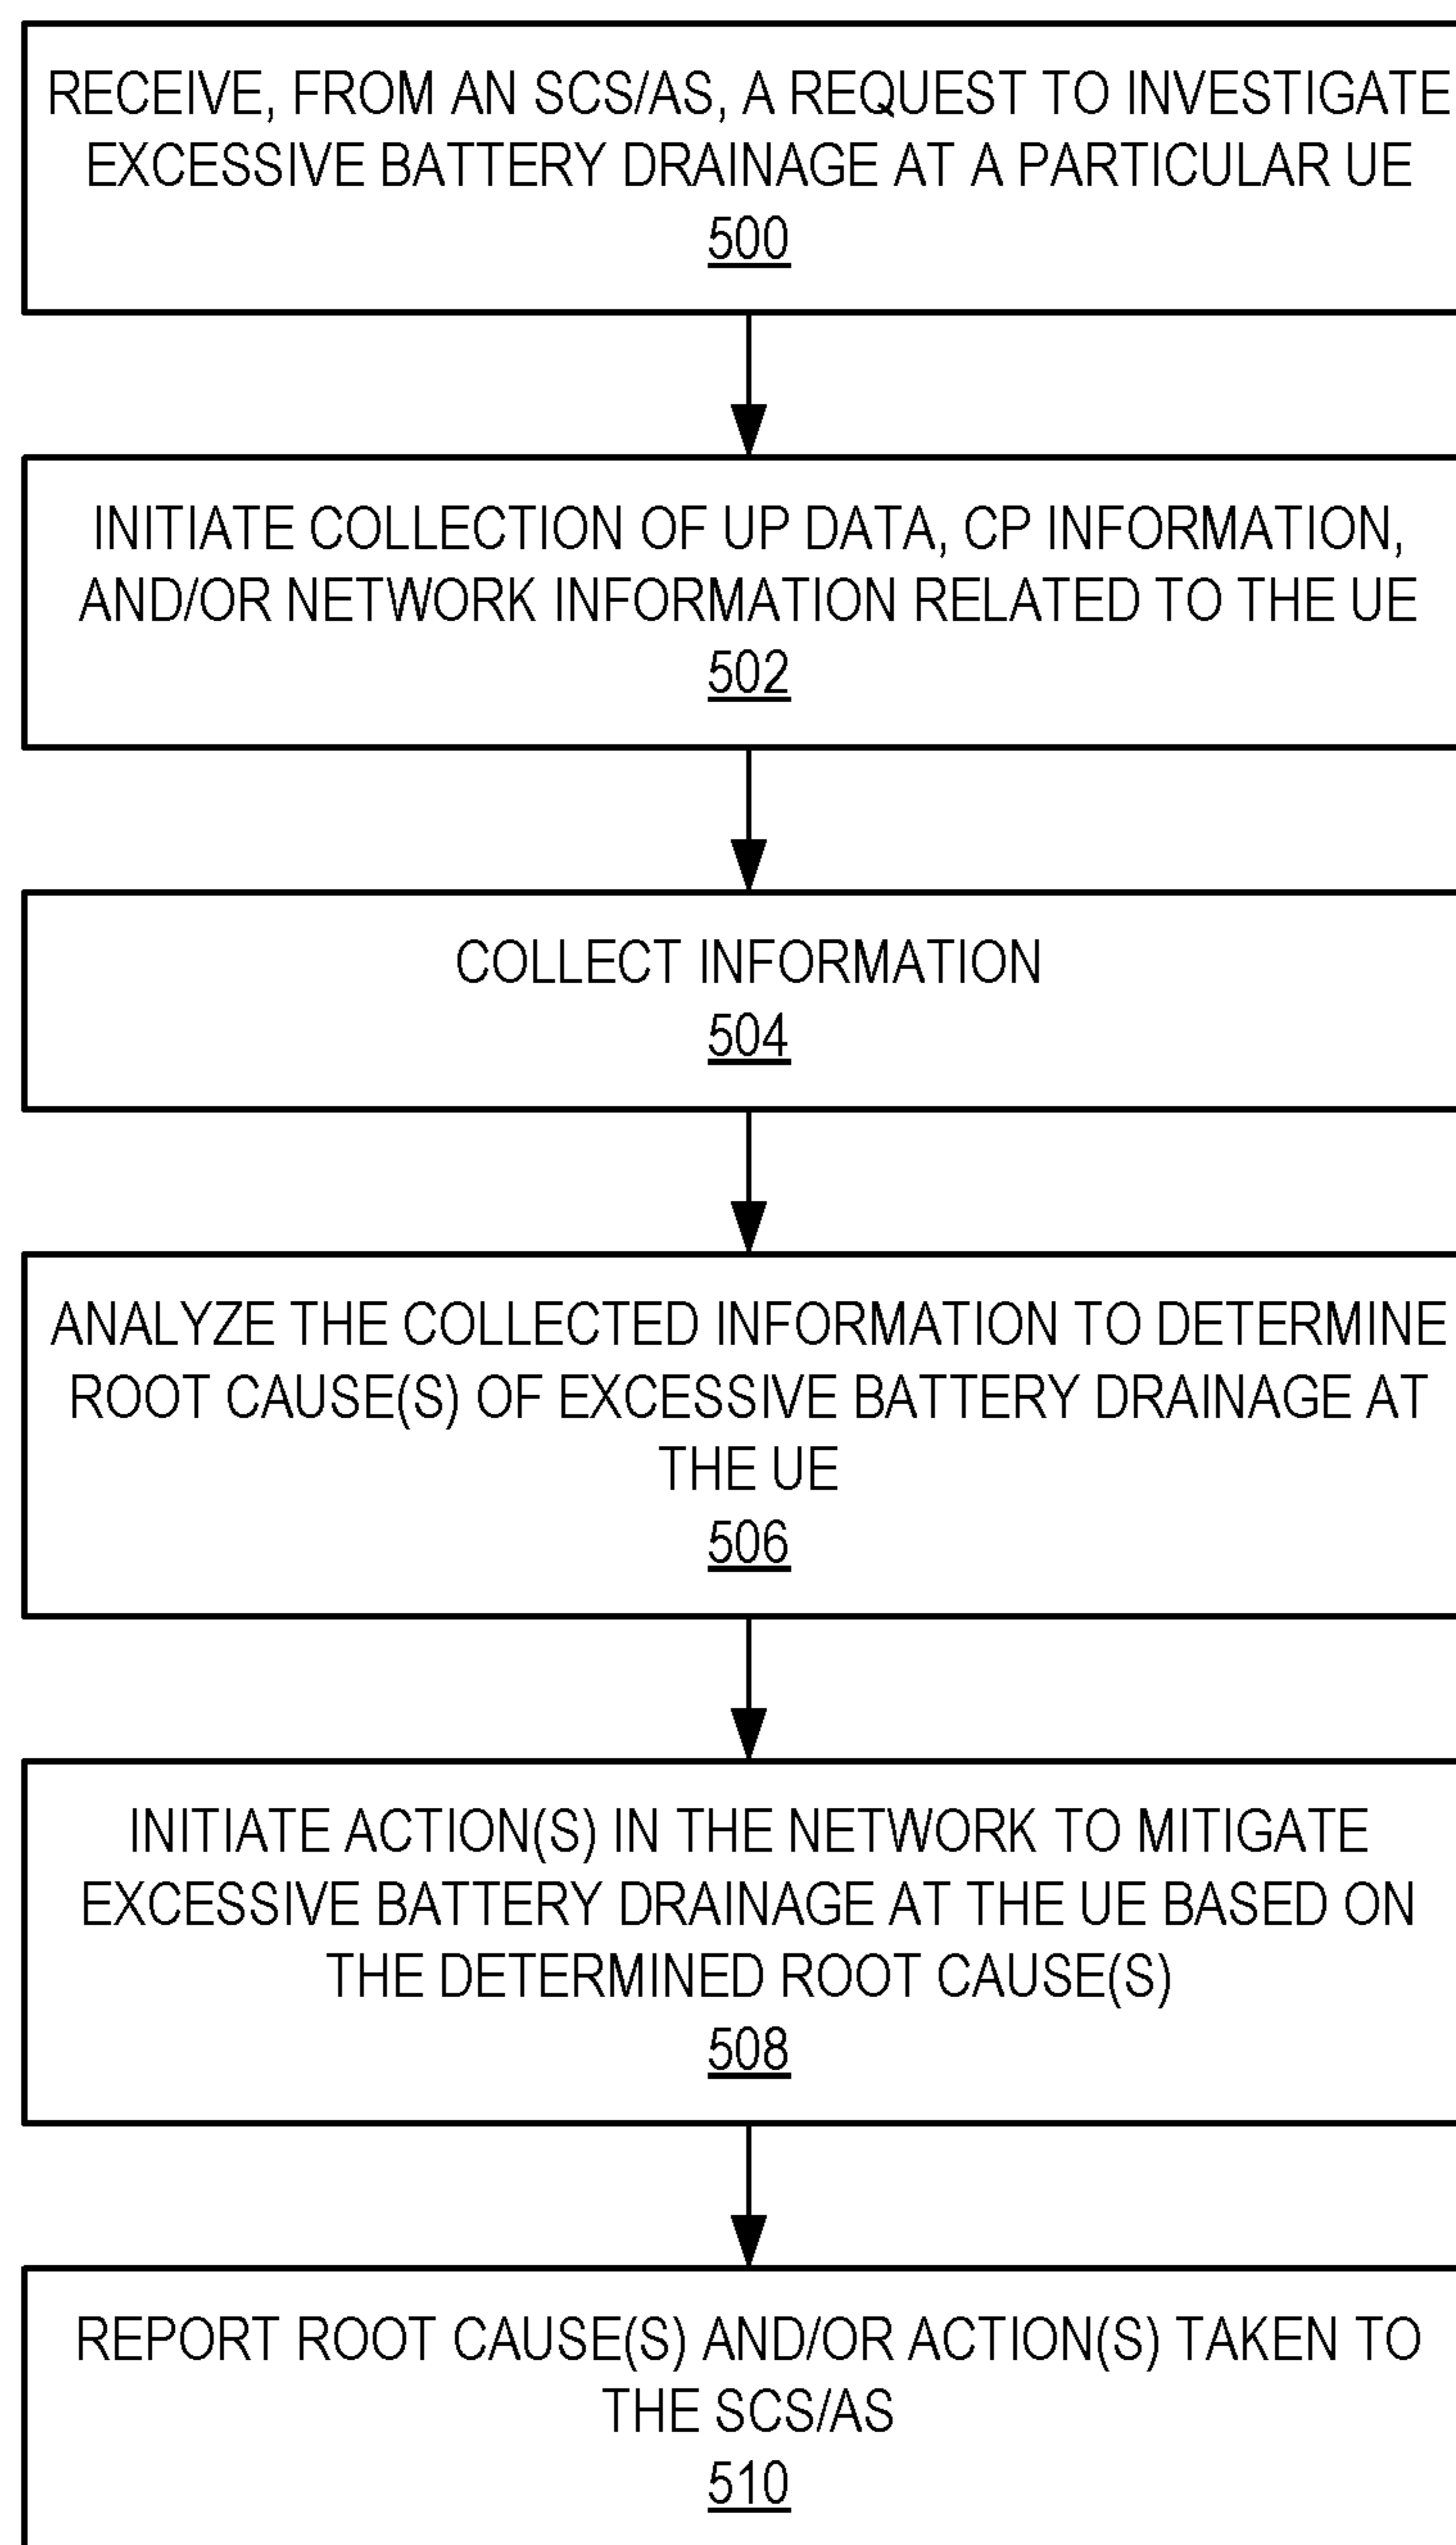 RECEIVE, FROM AN SCS/AS, A REQUEST TO INVESTIGATE
EXCESSIVE BATTERY DRAINAGE AT A PARTICULAR UE
500
INITIATE COLLECTION OF UP DATA, CP INFORMATION,
AND/OR NETWORK INFORMATION RELATED TO THE UE
502
COLLECT INFORMATION
504
ANALYZE THE COLLECTED INFORMATION TO DETERMINE
ROOT CAUSE(S) OF EXCESSIVE BATTERY DRAINAGE AT
THE UE
506
INITIATE ACTION(S) IN THE NETWORK TO MITIGATE
EXCESSIVE BATTERY DRAINAGE AT THE UE BASED ON
THE DETERMINED ROOT CAUSE(S)
508
REPORT ROOT CAUSE(S) AND/OR ACTION(S) TAKEN TO
THE SCS/AS
510